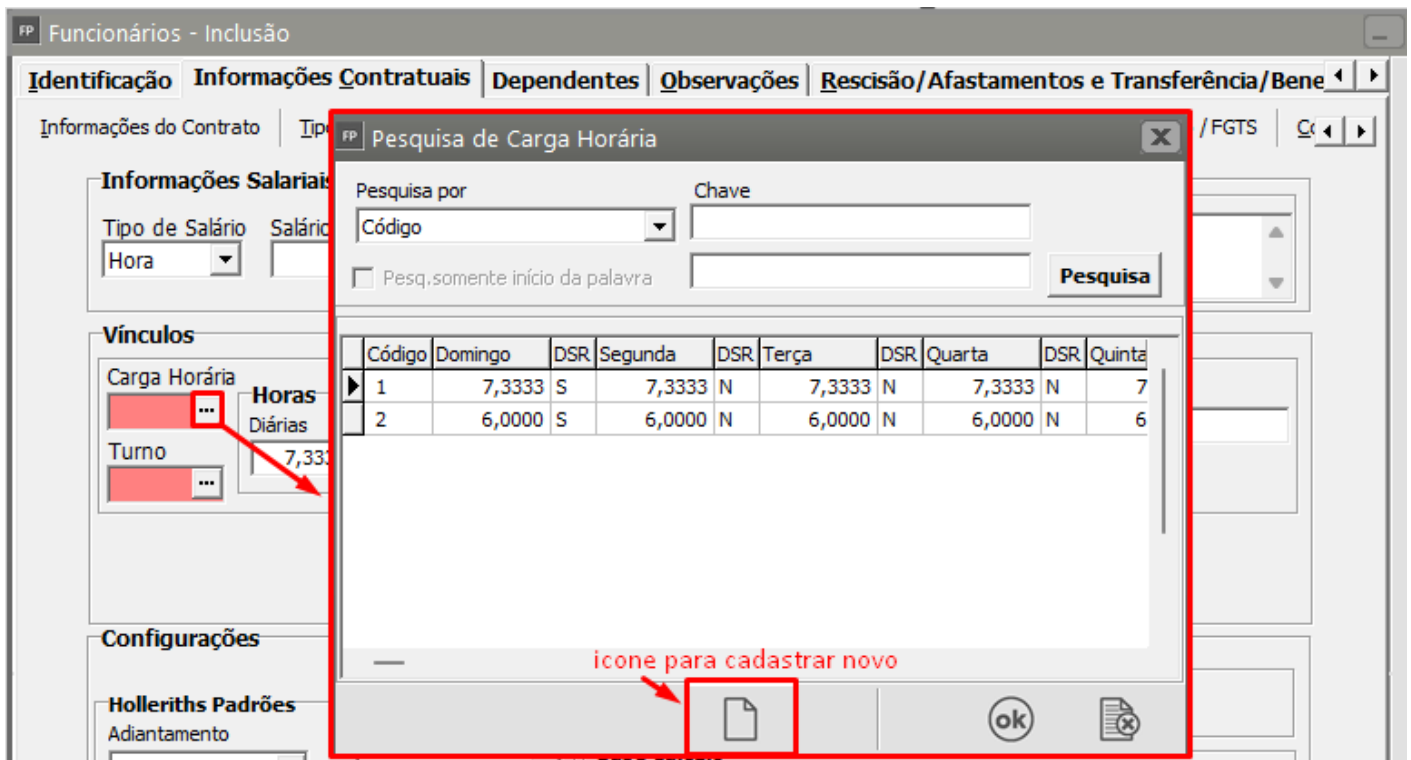 FP Funcionários - Inclusão
Identificação Informações Contratuais Dependentes Observações Rescisão/Afastamentos e Transferência/Bene
Informações do Contrato Tipo / FGTS
FP Pesquisa de Carga Horária
Informações Salariais
Pesquisa por Chave
Tipo de Salário Salário
Código
Hora
Pesq.somente início da palavra Pesquisa
Vínculos
Código Domingo DSR Segunda DSR Terça DSR Quarta DSR Quinta
Carga Horária
1 7,3333 S 7,3333 N 7,3333 N 7,3333 N 7
Horas
... 2 6,0000 S 6,0000 N 6,0000 N 6,0000 N 6
Diárias
Turno
7,333
...
Configurações
icone para cadastrar novo
Holleriths Padrões
ok
Adiantamento